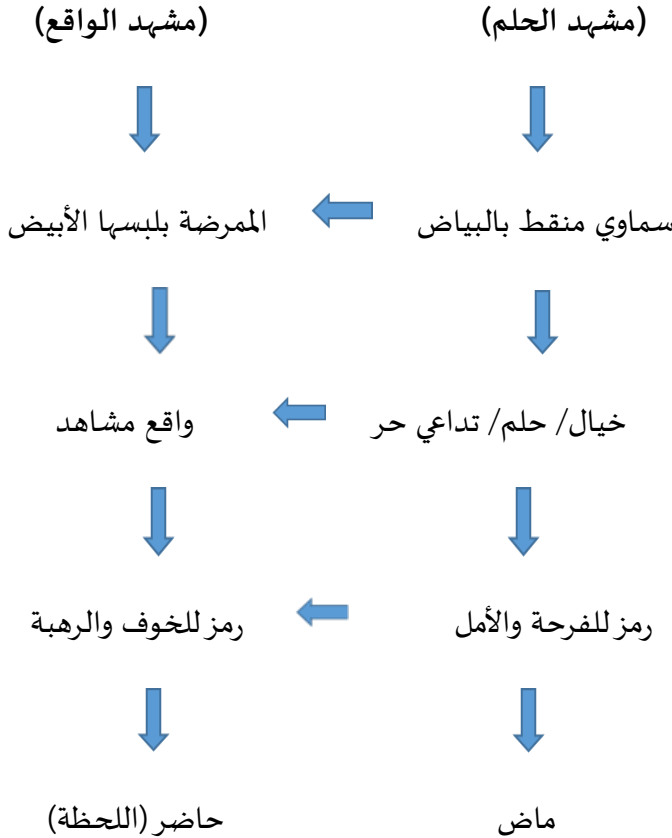 (مشهد الحلم) (مشهد الواقع)
سماوي منقط بالبياض الممرضة بلبسها الأبيض
خيال/ حلم/ تداعي حر واقع مشاهد
رمز للفرحة والأمل رمز للخوف والرهبة
ماض حاضر (اللحظة)